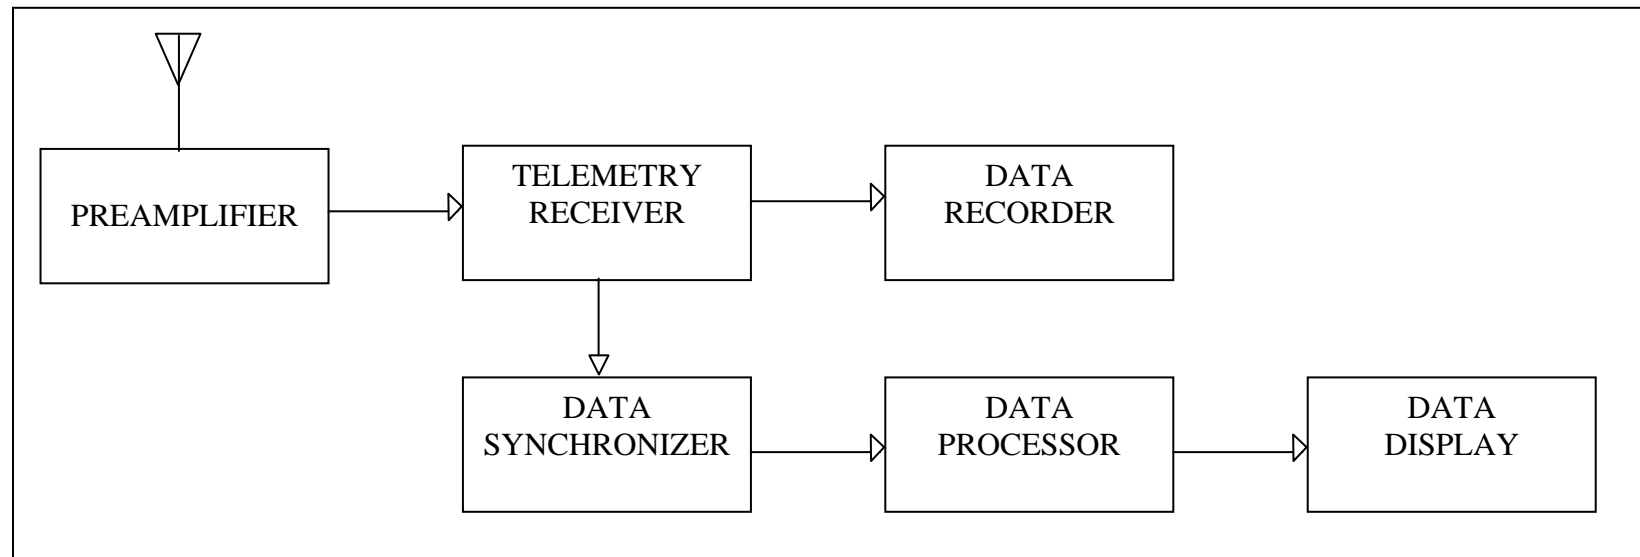 PREAMPLIFIER
TELEMETRY
RECEIVER
DATA
RECORDER
DATA
SYNCHRONIZER
DATA
PROCESSOR
DATA
DISPLAY